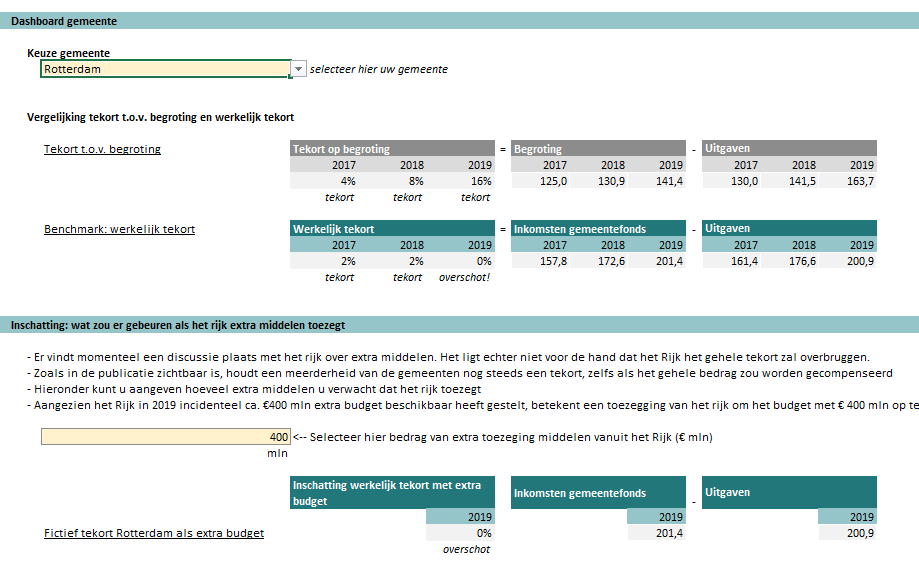 Dashboard gemeente
Keuze gemeente
Rotterdam selecteer hier uw gemeente
Vergelijking tekort t.o.v. begroting en werkelijk tekort
Tekort t.o.v. begroting Tekort op begroting = Begroting - Uitgaven
2017 2018 2019 2017 2018 2019 2017 2018 2019
4% 8% 16% 125,0 130,9 141,4 130,0 141,5 163,7
tekort tekort tekort
Benchmark: werkelijk tekort Werkelijk tekort = Inkomsten gemeentefonds - Uitgaven
2017 2018 2019 2017 2018 2019 2017 2018 2019
2% 2% 0% 157,8 172,6 201,4 161,4 176,6 200,9
tekort tekort overschot!
Inschatting: wat zou er gebeuren als het rijk extra middelen toezegt
- Er vindt momenteel een discussie plaats met het rijk over extra middelen. Het ligt echter niet voor de hand dat het Rijk het gehele tekort zal overbruggen.
- Zoals in de publicatie zichtbaar is, houdt een meerderheid van de gemeenten nog steeds een tekort, zelfs als het gehele bedrag zou worden gecompenseerd
- Hieronder kunt u aangeven hoeveel extra middelen u verwacht dat het rijk toezegt
- Aangezien het Rijk in 2019 incidenteel ca. €400 mln extra budget beschikbaar heeft gesteld, betekent een toezegging van het rijk om het budget met € 400 mln op te
400 <-- Selecteer hier bedrag van extra toezeging middelen vanuit het Rijk (€ mln)
mln
Inschatting werkelijk tekort met extra
budget
Inkomsten gemeentefonds - Uitgaven
2019 2019 2019
Fictief tekort Rotterdam als extra budget 0% 201,4 200,9
overschot